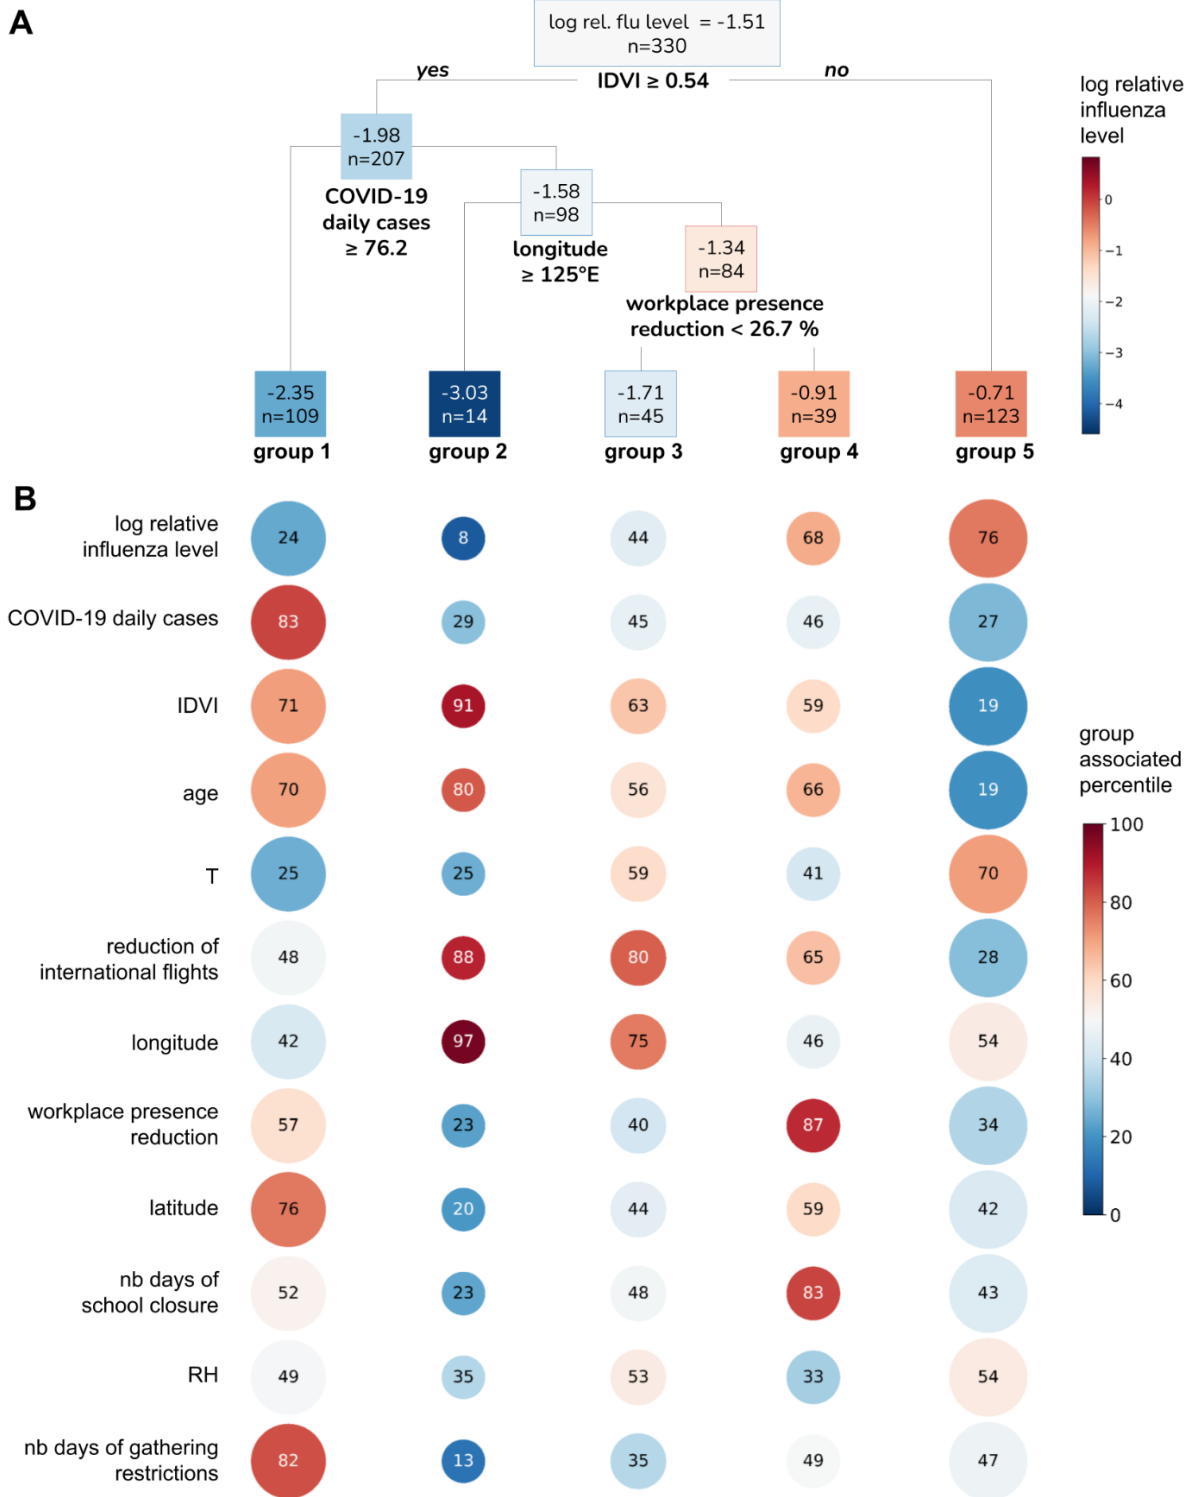 A
log rel. flu level = -1.51
n=330
yes
IDVI ≥ 0.54
no
log relative
influenza
level
0
−1
−2
−3
−4
-1.98
n=207
COVID-19
daily cases
≥ 76.2
-1.58
n=98
longitude
≥ 125°E
-1.34
n=84
workplace presence
reduction < 26.7 %
-2.35
n=109
group 1
-3.03
n=14
group 2
-1.71
n=45
group 3
-0.91
n=39
group 4
-0.71
n=123
group 5
B
log relative
influenza level
24 8 44 68 76
COVID-19 daily cases
83 29 45 46 27
IDVI
71 91 63 59 19
age
70 80 56 66 19
T
25 25 59 41 70
reduction of
international flights
48 88 80 65 28
longitude
42 97 75 46 54
workplace presence
reduction
57 23 40 87 34
latitude
76 20 44 59 42
nb days of
school closure
52 23 48 83 43
RH
49 35 53 33 54
nb days of gathering
restrictions
82 13 35 49 47
group
associated
percentile
100
80
60
40
20
0